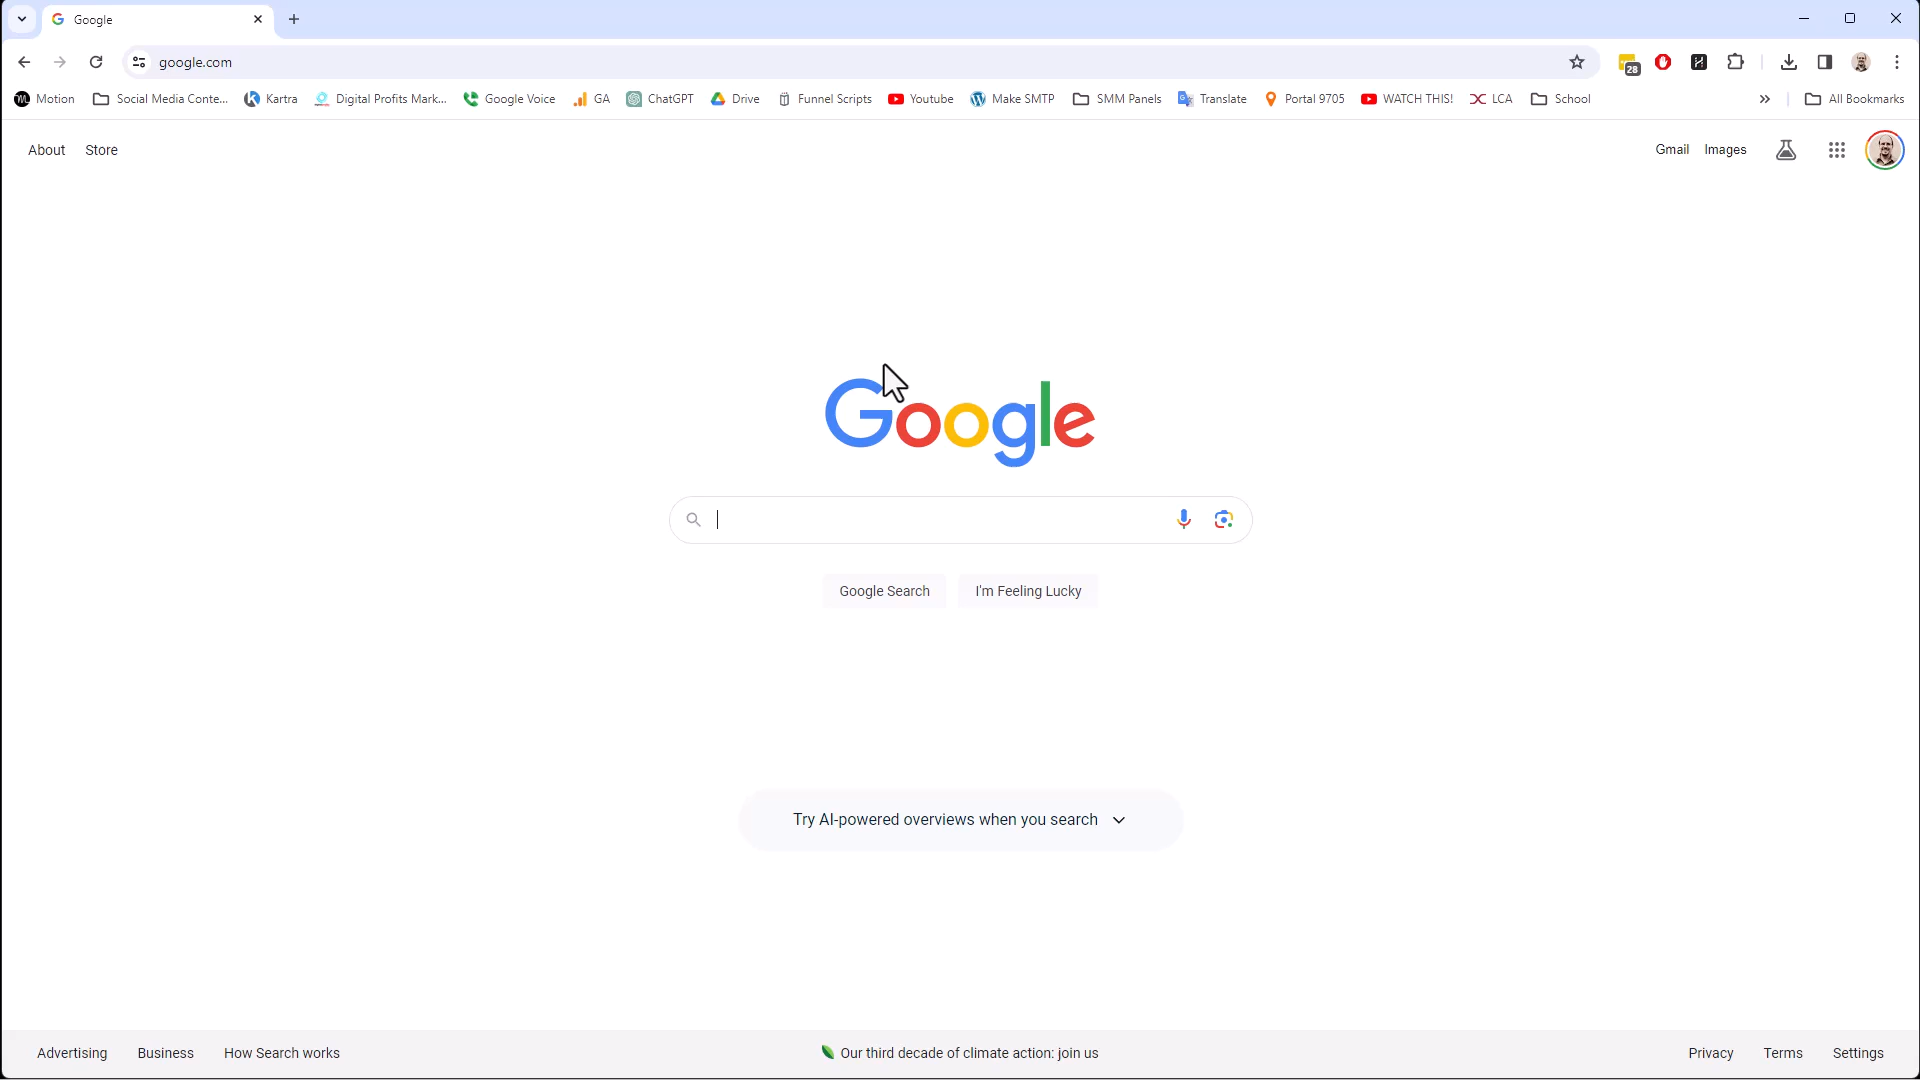 Google
google.com
28
Motion Social Media Conte... Kartra Digital Profits Mark... Google Voice GA ChatGPT Drive Funnel Scripts Youtube Make SMTP SMM Panels Translate Portal 9705 WATCH THIS! LCA School » All Bookmarks
About Store Gmail Images
Google
Google Search I'm Feeling Lucky
Try AI-powered overviews when you search
Advertising Business How Search works Our third decade of climate action: join us Privacy Terms Settings